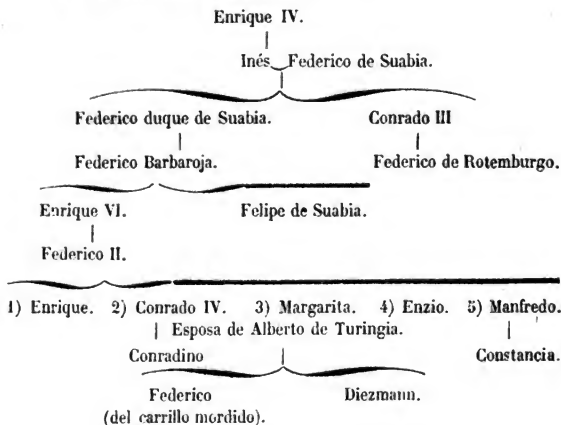 Enrique IV.
Inés Federico de Suabia.
Federico duque de Suabia. Conrado III
Federico Barbaroja. Federico de Rotemburgo.
Enrique VI. Felipe de Suabia.
Federico II.
1) Enrique. 2) Conrado IV. 3) Margarita. 4) Enzio. 5) Manfredo.
Esposa de Alberto de Turingia.
Conradino Constancia.
Federico Diezmann.
(del carrillo mordido).